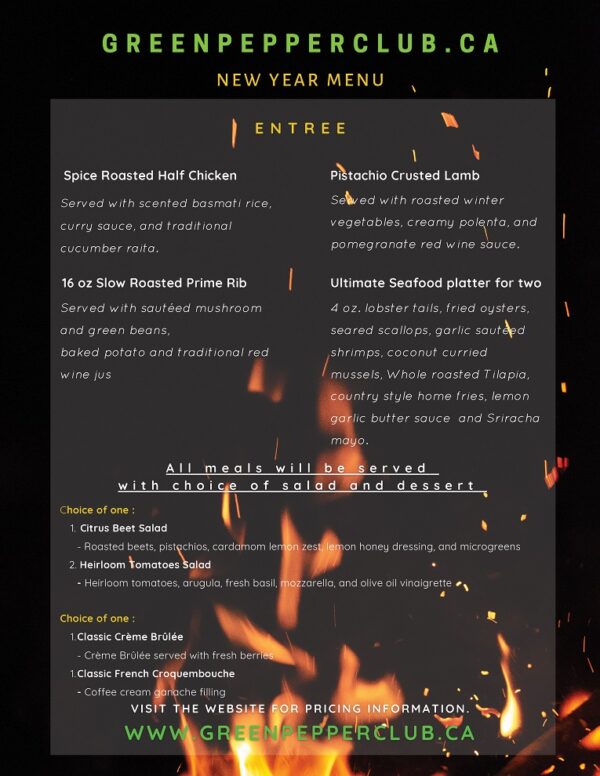 GREENPEPPERCLUB.CA
NEW YEAR MENU
ENTREE
Spice Roasted Half Chicken
Served with scented basmati rice,
curry sauce, and traditional
cucumber raita.
16 oz Slow Roasted Prime Rib
Served with sautéed mushroom
and green beans,
baked potato and traditional red
wine jus
Pistachio Crusted Lamb
Served with roasted winter
vegetables, creamy polenta, and
pomegranate red wine sauce.
Ultimate Seafood platter for two
4 oz. lobster tails, fried oysters,
seared scallops, garlic sautéed
shrimps, coconut curried
mussels, Whole roasted Tilapia,
country style home fries, lemon
garlic butter sauce and Sriracha
mayo.
All meals will be served
with choice of salad and dessert
Choice of one :
1. Citrus Beet Salad
- Roasted beets, pistachios, cardamom lemon zest, lemon honey dressing, and microgreens
2. Heirloom Tomatoes Salad
- Heirloom tomatoes, arugula, fresh basil, mozzarella, and olive oil vinaigrette
Choice of one :
1.Classic Crème Brûlée
- Crème Brûlée served with fresh berries
1.Classic French Croquembouche
- Coffee cream ganache filling
VISIT THE WEBSITE FOR PRICING INFORMATION.
WWW.GREENPEPPERCLUB.CA